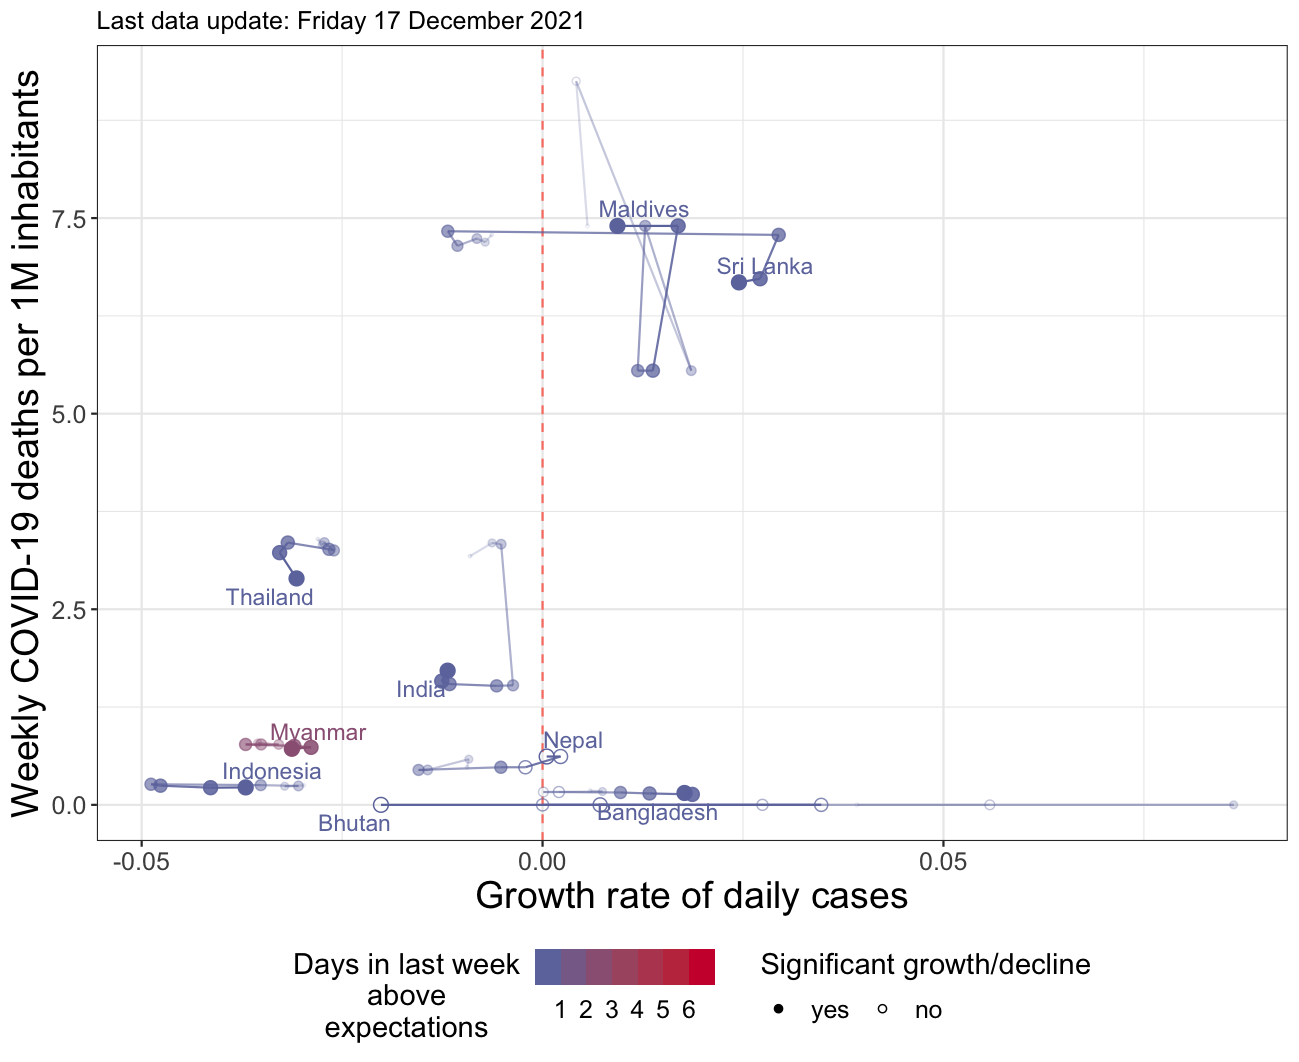 Last data update: Friday 17 December 2021
Weekly COVID-19 deaths per 1M inhabitants
7.5
5.0
2.5
0.0
Maldives
Sri Lanka
Thailand
India
Myanmar
Nepal
Indonesia
Bangladesh
Bhutan
-0.05
0.00
0.05
Growth rate of daily cases
Days in last week
above
expectations
1 2 3 4 5 6
Significant growth/decline
yes
no